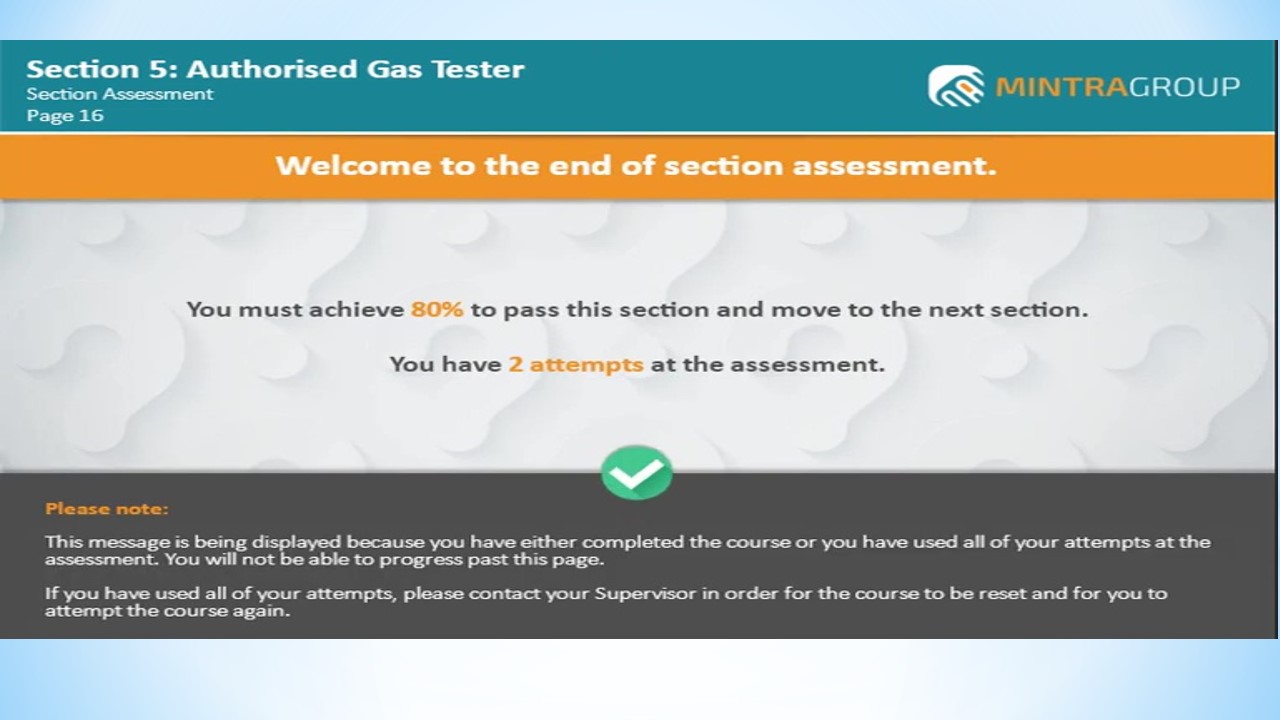 Section 5: Authorised Gas Tester
Section Assessment
Page 16
MINTRAGROUP
Welcome to the end of section assessment.
You must achieve 80% to pass this section and move to the next section.
You have 2 attempts at the assessment.
Please note:
This message is being displayed because you have either completed the course or you have used all of your attempts at the
assessment. You will not be able to progress past this page.
If you have used all of your attempts, please contact your Supervisor in order for the course to be reset and for you to
attempt the course again.